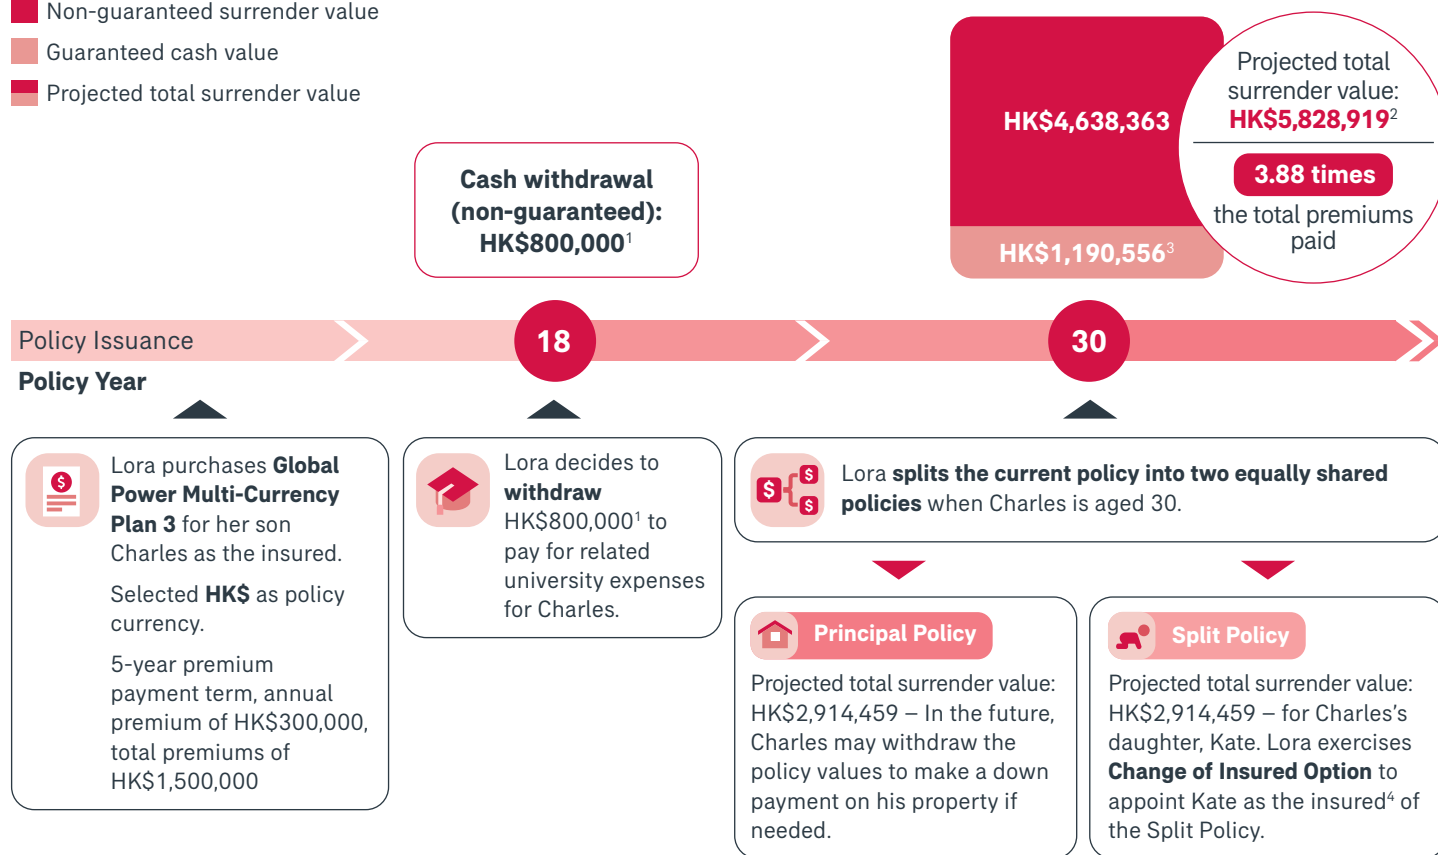 Non-guaranteed surrender value
Guaranteed cash value
Projected total surrender value
Cash withdrawal
(non-guaranteed):
HK$800,000¹
HK$4,638,363
HK$1,190,556³
Projected total
surrender value:
HK$5,828,919²
3.88 times
the total premiums
paid
Policy Issuance
18
30
Policy Year
$
Lora purchases Global
Power Multi-Currency
Plan 3 for her son
Charles as the insured.
Selected HK$ as policy
currency.
5-year premium
payment term, annual
premium of HK$300,000,
total premiums of
HK$1,500,000
Lora decides to
withdraw
HK$800,000¹ to
pay for related
university expenses
for Charles.
$
$
$
Lora splits the current policy into two equally shared
policies when Charles is aged 30.
Principal Policy
Projected total surrender value:
HK$2,914,459 – In the future,
Charles may withdraw the
policy values to make a down
payment on his property if
needed.
Split Policy
Projected total surrender value:
HK$2,914,459 – for Charles's
daughter, Kate. Lora exercises
Change of Insured Option to
appoint Kate as the insured⁴ of
the Split Policy.